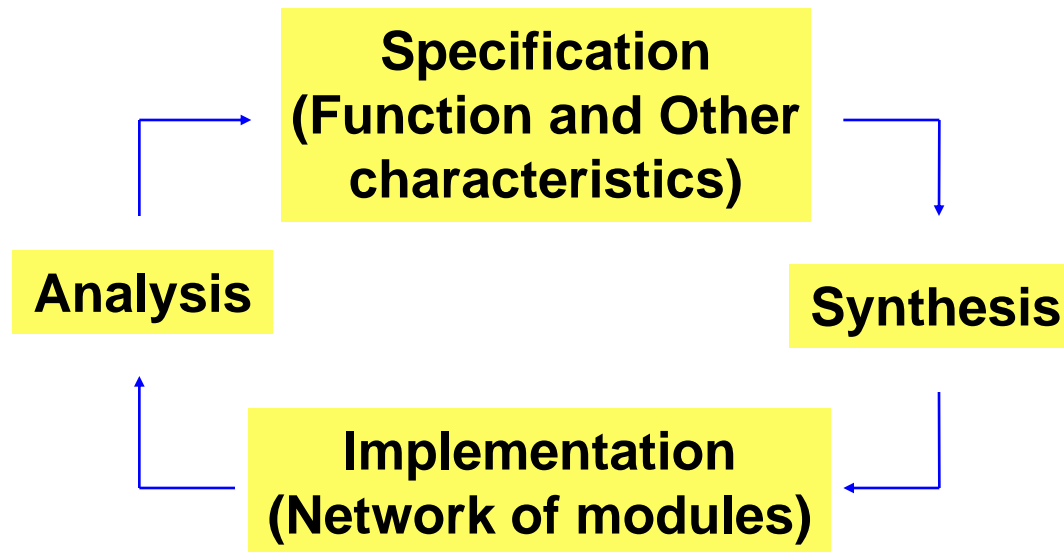 Specification
(Function and Other
characteristics)
Analysis
Synthesis
Implementation
(Network of modules)